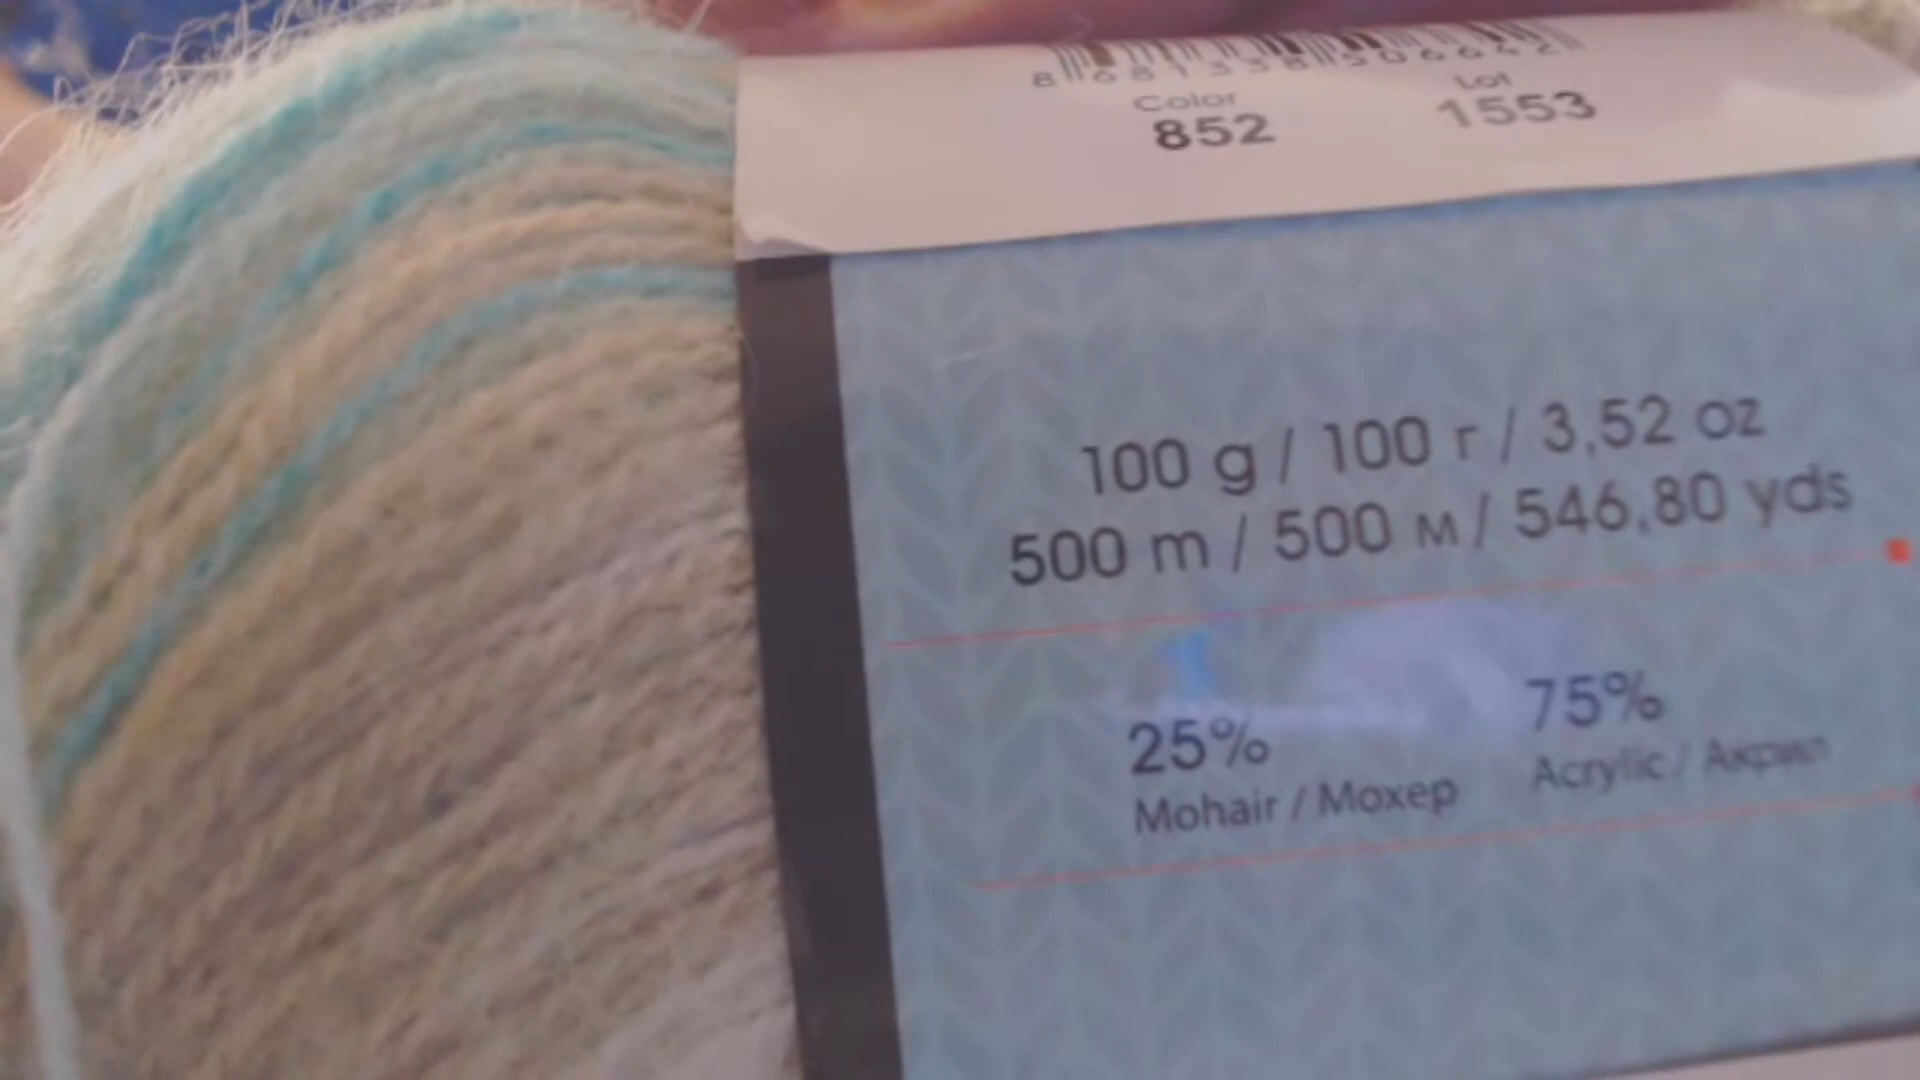 Color Lot
852 1553
100 g / 100 г / 3,52 oz
500 m / 500 м / 546,80 yds
25% 75%
Mohair / Мохер Acrylic / Акрил